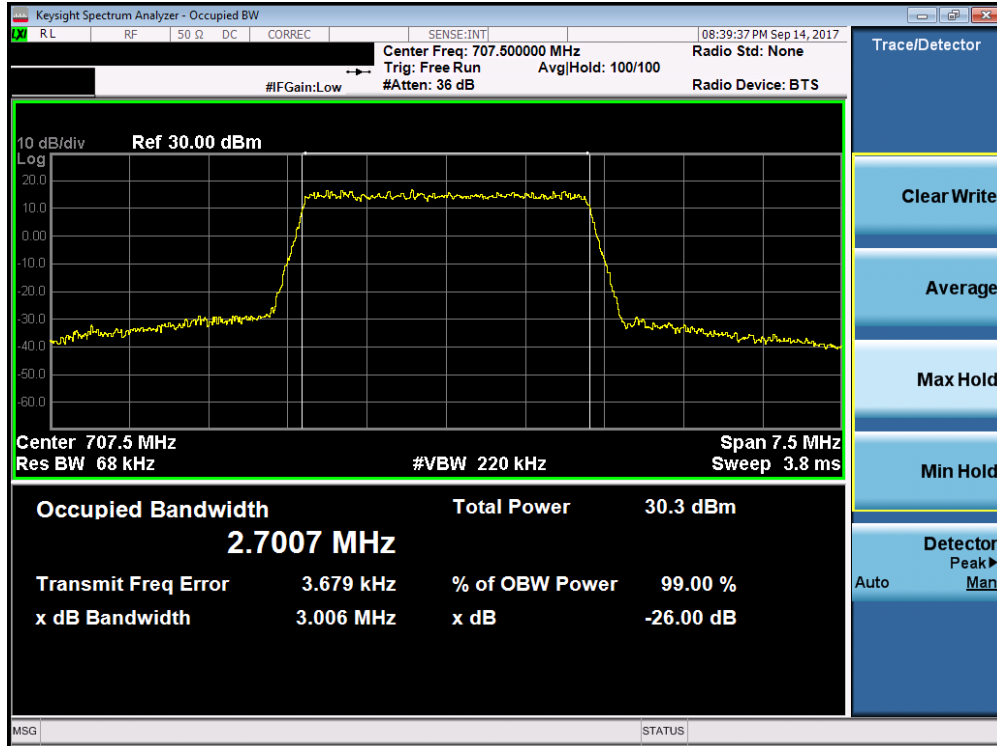 Keysight Spectrum Analyzer - Occupied BW
LXI RL RF 50 Ω DC CORREC SENSE:INT 08:39:37 PM Sep 14, 2017
Center Freq: 707.500000 MHz Radio Std: None
Trig: Free Run Avg|Hold: 100/100
#IFGain:Low #Atten: 36 dB Radio Device: BTS
Trace/Detector
10 dB/div Ref 30.00 dBm
Log
20.0
10.0
0.00
-10.0
-20.0
-30.0
-40.0
-50.0
-60.0
Center 707.5 MHz Span 7.5 MHz
Res BW 68 kHz #VBW 220 kHz Sweep 3.8 ms
Occupied Bandwidth Total Power 30.3 dBm
2.7007 MHz
Transmit Freq Error 3.679 kHz % of OBW Power 99.00 %
x dB Bandwidth 3.006 MHz x dB -26.00 dB
Clear Write
Average
Max Hold
Min Hold
Detector
Peak▶
Auto Man
MSG STATUS